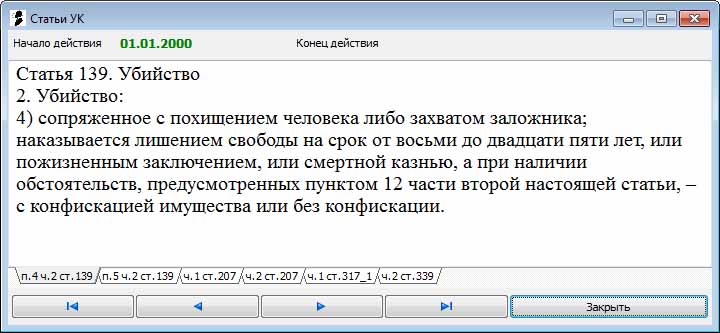 Статьи УК
Начало действия 01.01.2000 Конец действия
Статья 139. Убийство
2. Убийство:
4) сопряженное с похищением человека либо захватом заложника;
наказывается лишением свободы на срок от восьми до двадцати пяти лет, или
пожизненным заключением, или смертной казнью, а при наличии
обстоятельств, предусмотренных пунктом 12 части второй настоящей статьи, –
с конфискацией имущества или без конфискации.
п.4 ч.2 ст.139 п.5 ч.2 ст.139 ч.1 ст.207 ч.2 ст.207 ч.1 ст.317_1 ч.2 ст.339
Закрыть